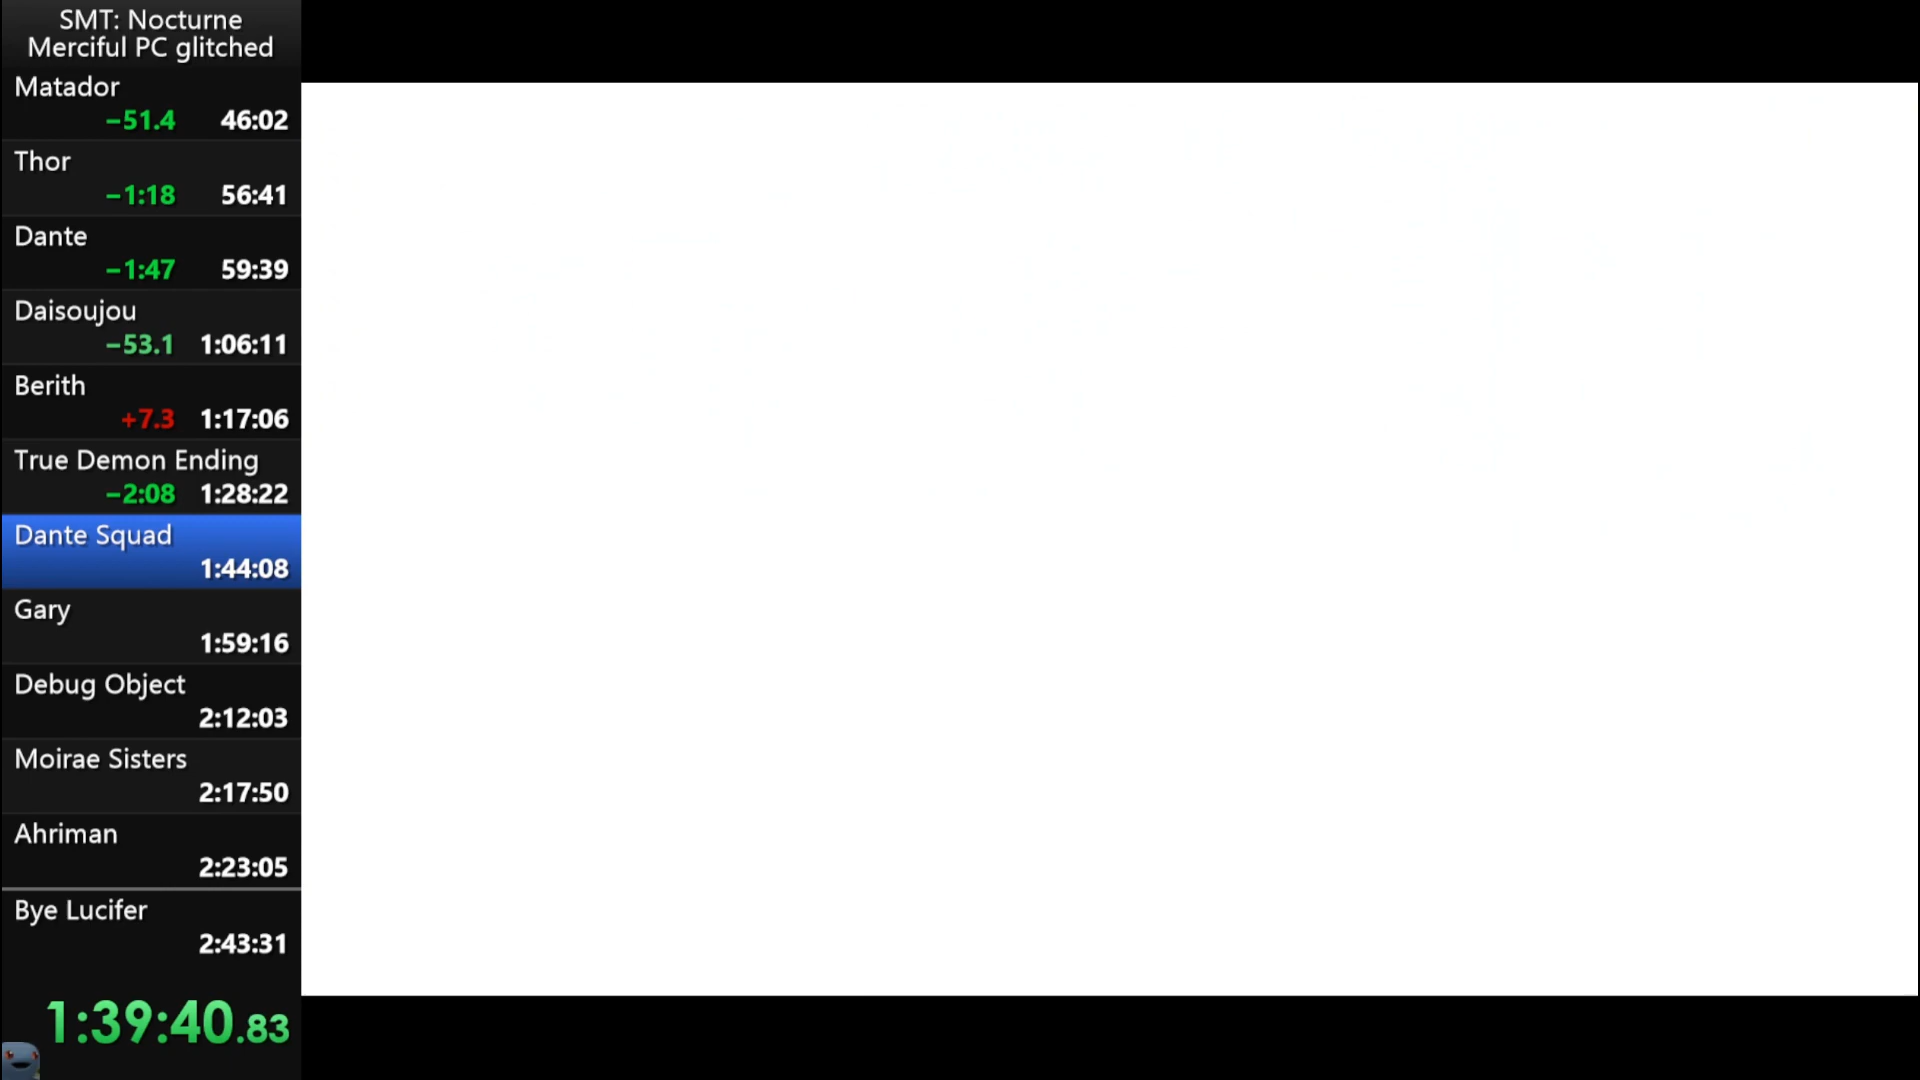 SMT: Nocturne
Merciful PC glitched
Matador
−51.4 46:02
Thor
−1:18 56:41
Dante
−1:47 59:39
Daisoujou
−53.1 1:06:11
Berith
+7.3 1:17:06
True Demon Ending
−2:08 1:28:22
Dante Squad
1:44:08
Gary
1:59:16
Debug Object
2:12:03
Moirae Sisters
2:17:50
Ahriman
2:23:05
Bye Lucifer
2:43:31
1:39:40.83